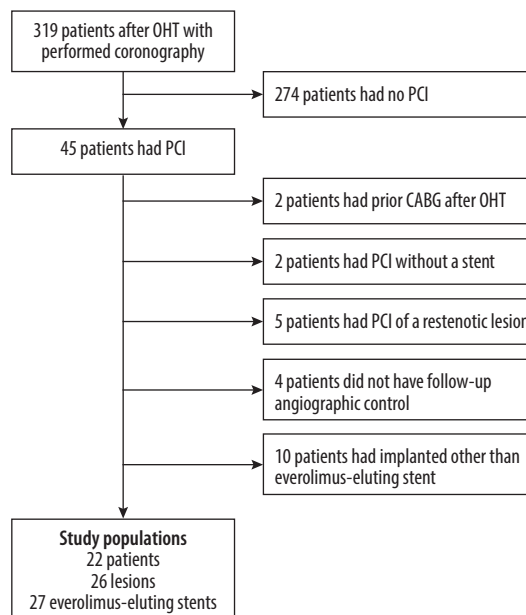 319 patients after OHT with
performed coronography
274 patients had no PCI
45 patients had PCI
2 patients had prior CABG after OHT
2 patients had PCI without a stent
5 patients had PCI of a restenotic lesion
4 patients did not have follow-up
angiographic control
10 patients had implanted other than
everolimus-eluting stent
Study populations
22 patients
26 lesions
27 everolimus-eluting stents